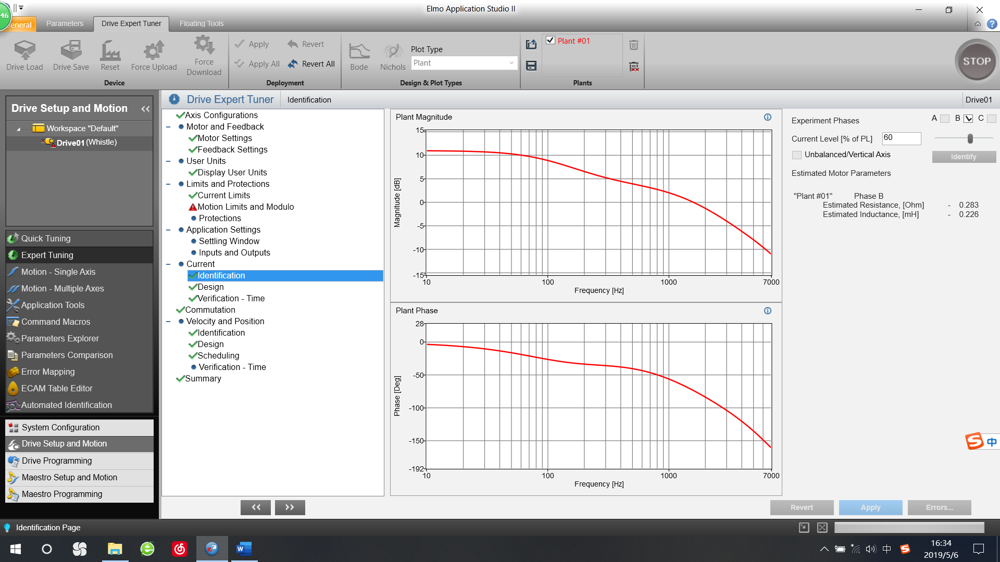 46
Elmo Application Studio II
General
Parameters
Drive Expert Tuner
Floating Tools
Drive Load
Drive Save
Reset
Force Upload
Force
Download
Device
Apply
Revert
Apply All
Revert All
Deployment
Bode
Nichols
Plot Type
Plant
Design & Plot Types
Plant #01
Plants
STOP
Drive Setup and Motion
Workspace "Default"
Drive01 (Whistle)
Quick Tuning
Expert Tuning
Motion - Single Axis
Motion - Multiple Axes
Application Tools
Command Macros
Parameters Explorer
Parameters Comparison
Error Mapping
ECAM Table Editor
Automated Identification
System Configuration
Drive Setup and Motion
Drive Programming
Maestro Setup and Motion
Maestro Programming
Drive Expert Tuner
Identification
Drive01
Axis Configurations
Motor and Feedback
Motor Settings
Feedback Settings
User Units
Display User Units
Limits and Protections
Current Limits
Motion Limits and Modulo
Protections
Application Settings
Settling Window
Inputs and Outputs
Current
Identification
Design
Verification - Time
Commutation
Velocity and Position
Identification
Design
Scheduling
Verification - Time
Summary
<<
>>
Plant Magnitude
Magnitude [dB]
15
10
5
0
-5
-10
-15
10
100
1000
7000
Frequency [Hz]
Plant Phase
Phase [Deg]
28
0
-50
-100
-150
-192
10
100
1000
7000
Frequency [Hz]
Experiment Phases
A
B
C
Current Level [% of PL]
60
Unbalanced/Vertical Axis
Identify
Estimated Motor Parameters
"Plant #01" Phase B
Estimated Resistance, [Ohm] - 0.283
Estimated Inductance, [mH] - 0.226
Revert
Apply
Errors...
S中
Identification Page
中
16:34
2019/5/6